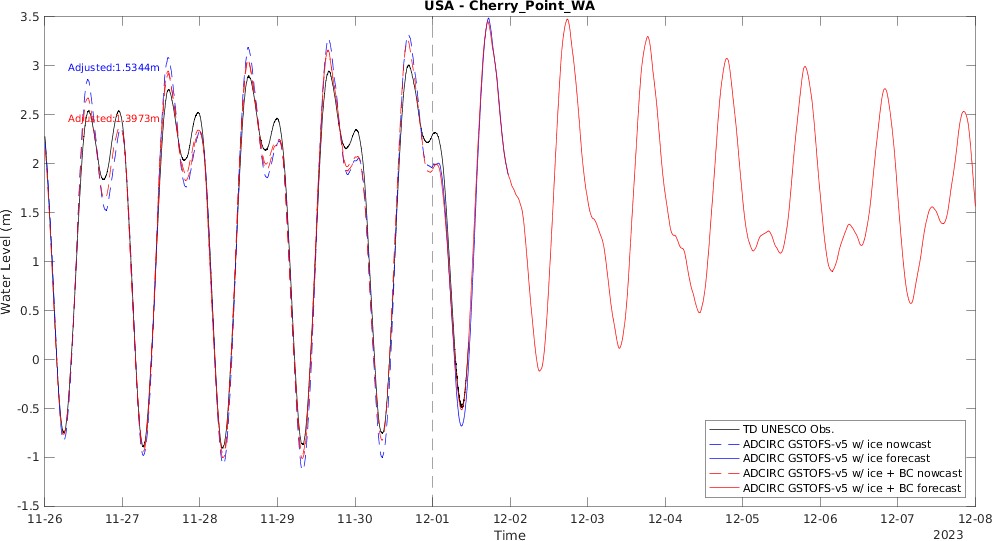 USA - Cherry_Point_WA
3.5
3
2.5
2
1.5
1
0.5
0
-0.5
-1
-1.5
Water Level (m)
Adjusted:1.5344m
Adjusted:1.3973m
TD UNESCO Obs.
ADCIRC GSTOFS-v5 w/ ice nowcast
ADCIRC GSTOFS-v5 w/ ice forecast
ADCIRC GSTOFS-v5 w/ ice + BC nowcast
ADCIRC GSTOFS-v5 w/ ice + BC forecast
11-26 11-27 11-28 11-29 11-30 12-01 12-02 12-03 12-04 12-05 12-06 12-07 12-08
Time
2023